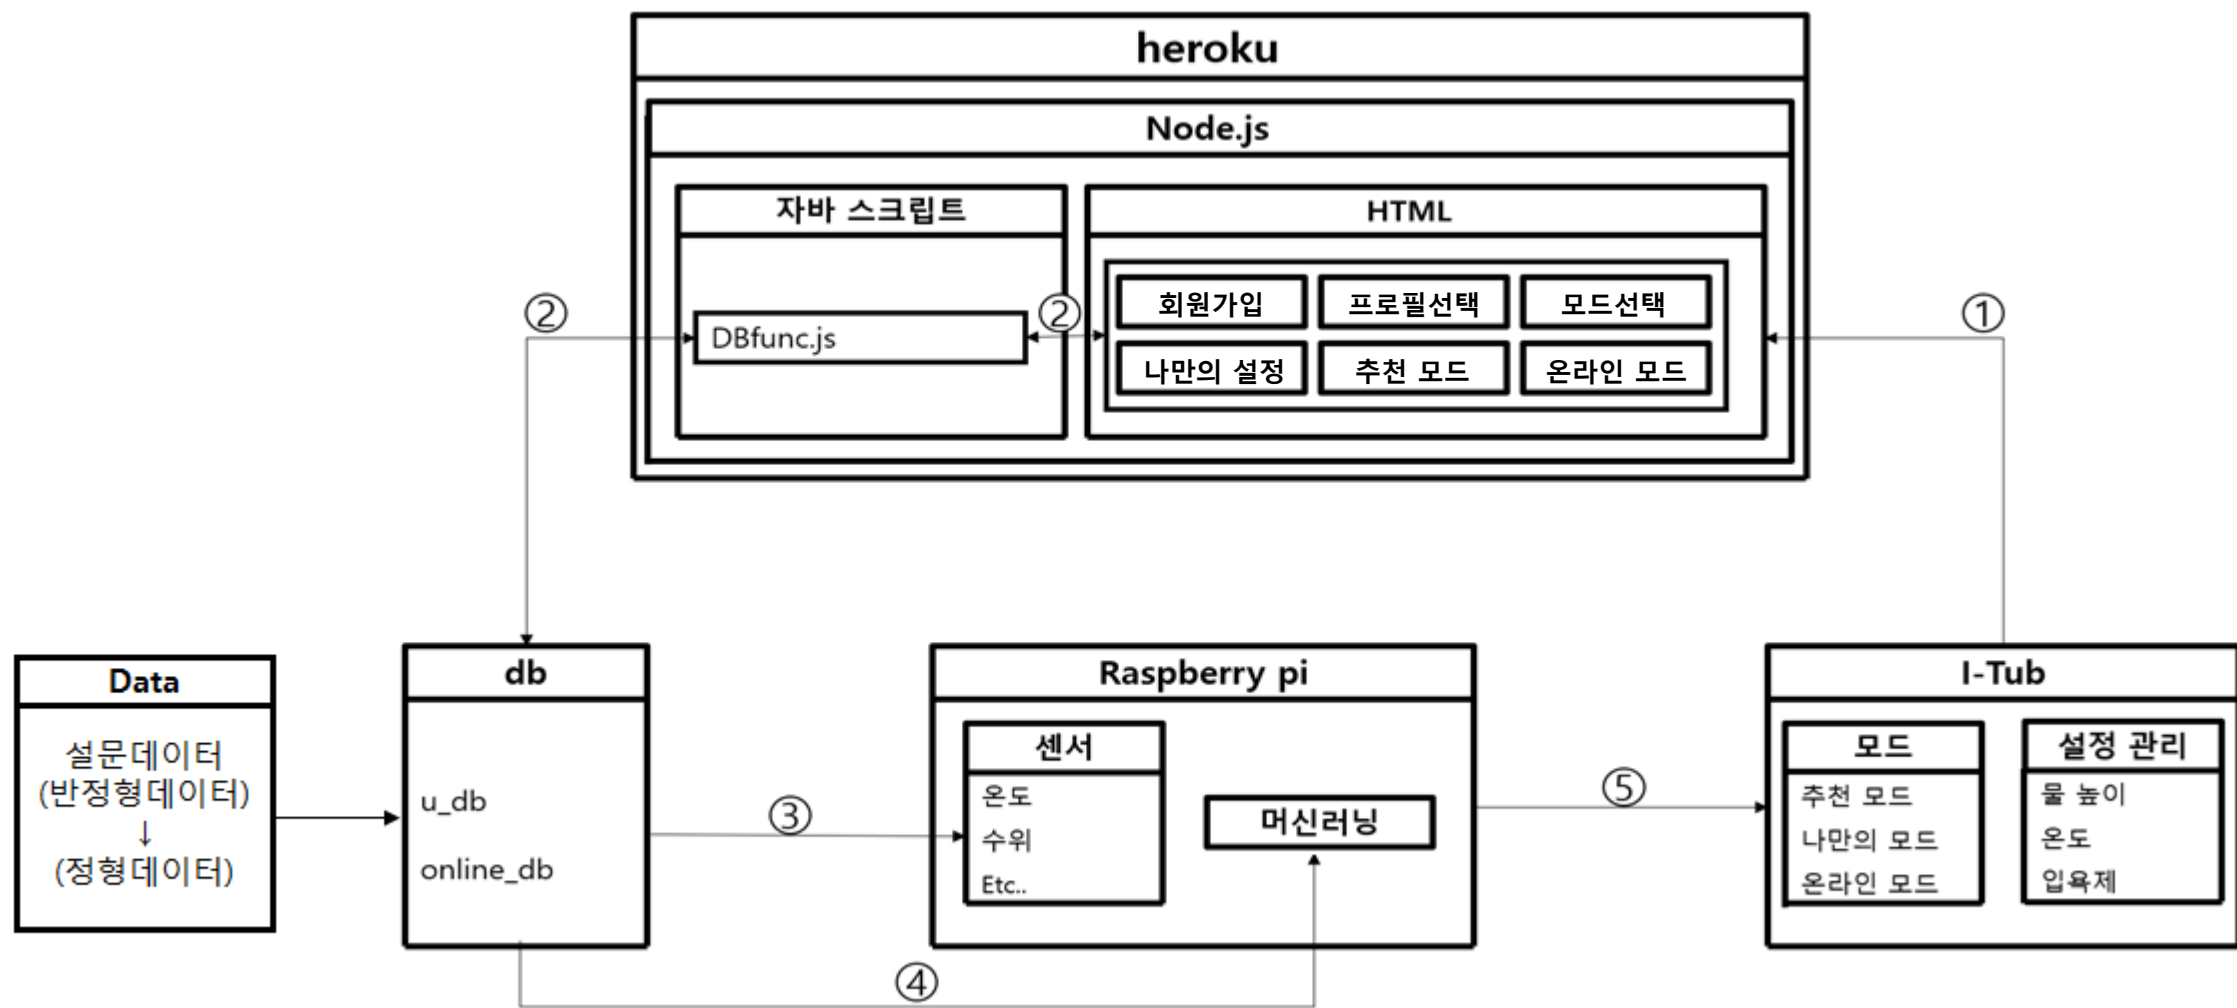 heroku
Node.js
자바 스크립트
HTML
회원가입
프로필선택
모드선택
②
DBfunc.js
②
①
나만의 설정
추천 모드
온라인 모드
Data
설문데이터
(반정형데이터)
↓
(정형데이터)
db
u_db
online_db
③
④
Raspberry pi
센서
온도
수위
Etc..
머신러닝
⑤
I-Tub
모드
추천 모드
나만의 모드
온라인 모드
설정 관리
물 높이
온도
입욕제